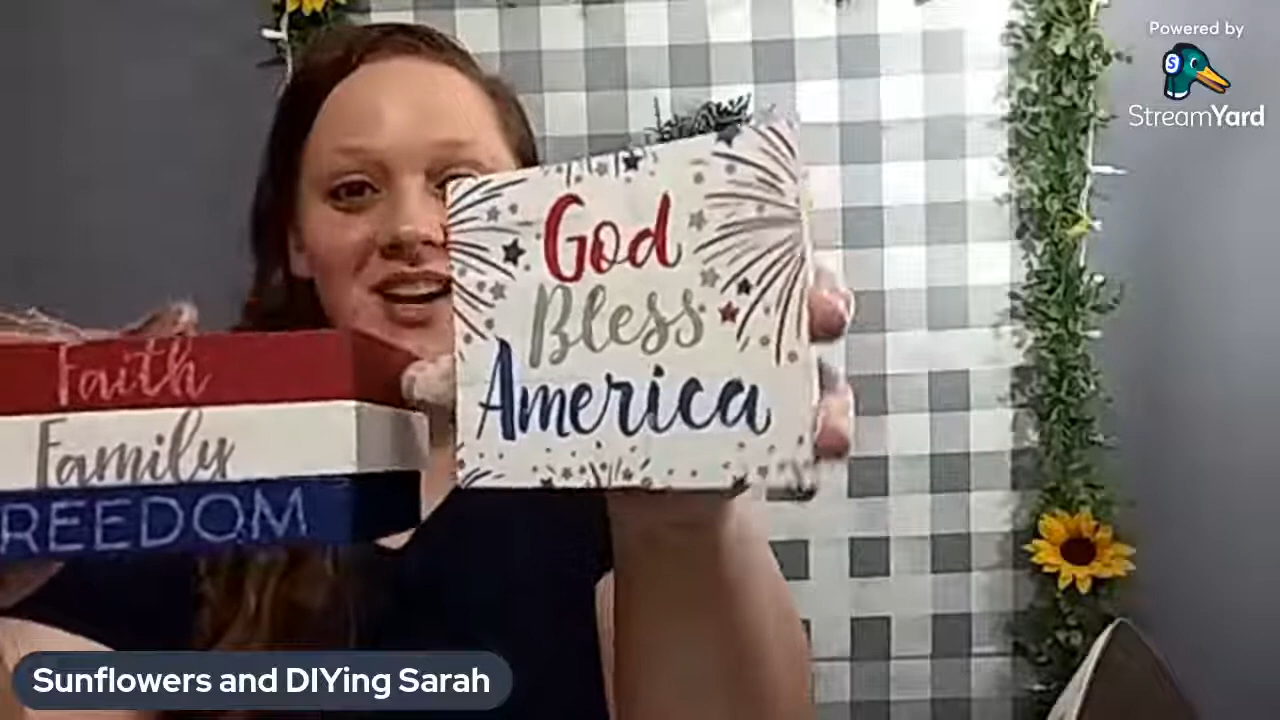 Powered by
StreamYard
God
Bless
America
Faith
Family
REEDOM
Sunflowers and DIYing Sarah